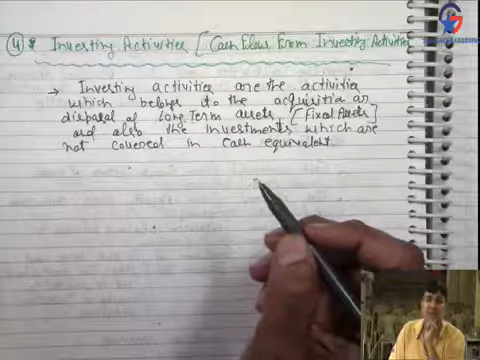 4 Investing Activities [Cash Flows From Investing Activities
→ Investing activities are the activities
which belongs to the acquisition or
disposal of Long Term assets, [Fixed Assets]
and also the investments which are
not covered in cash equivalent